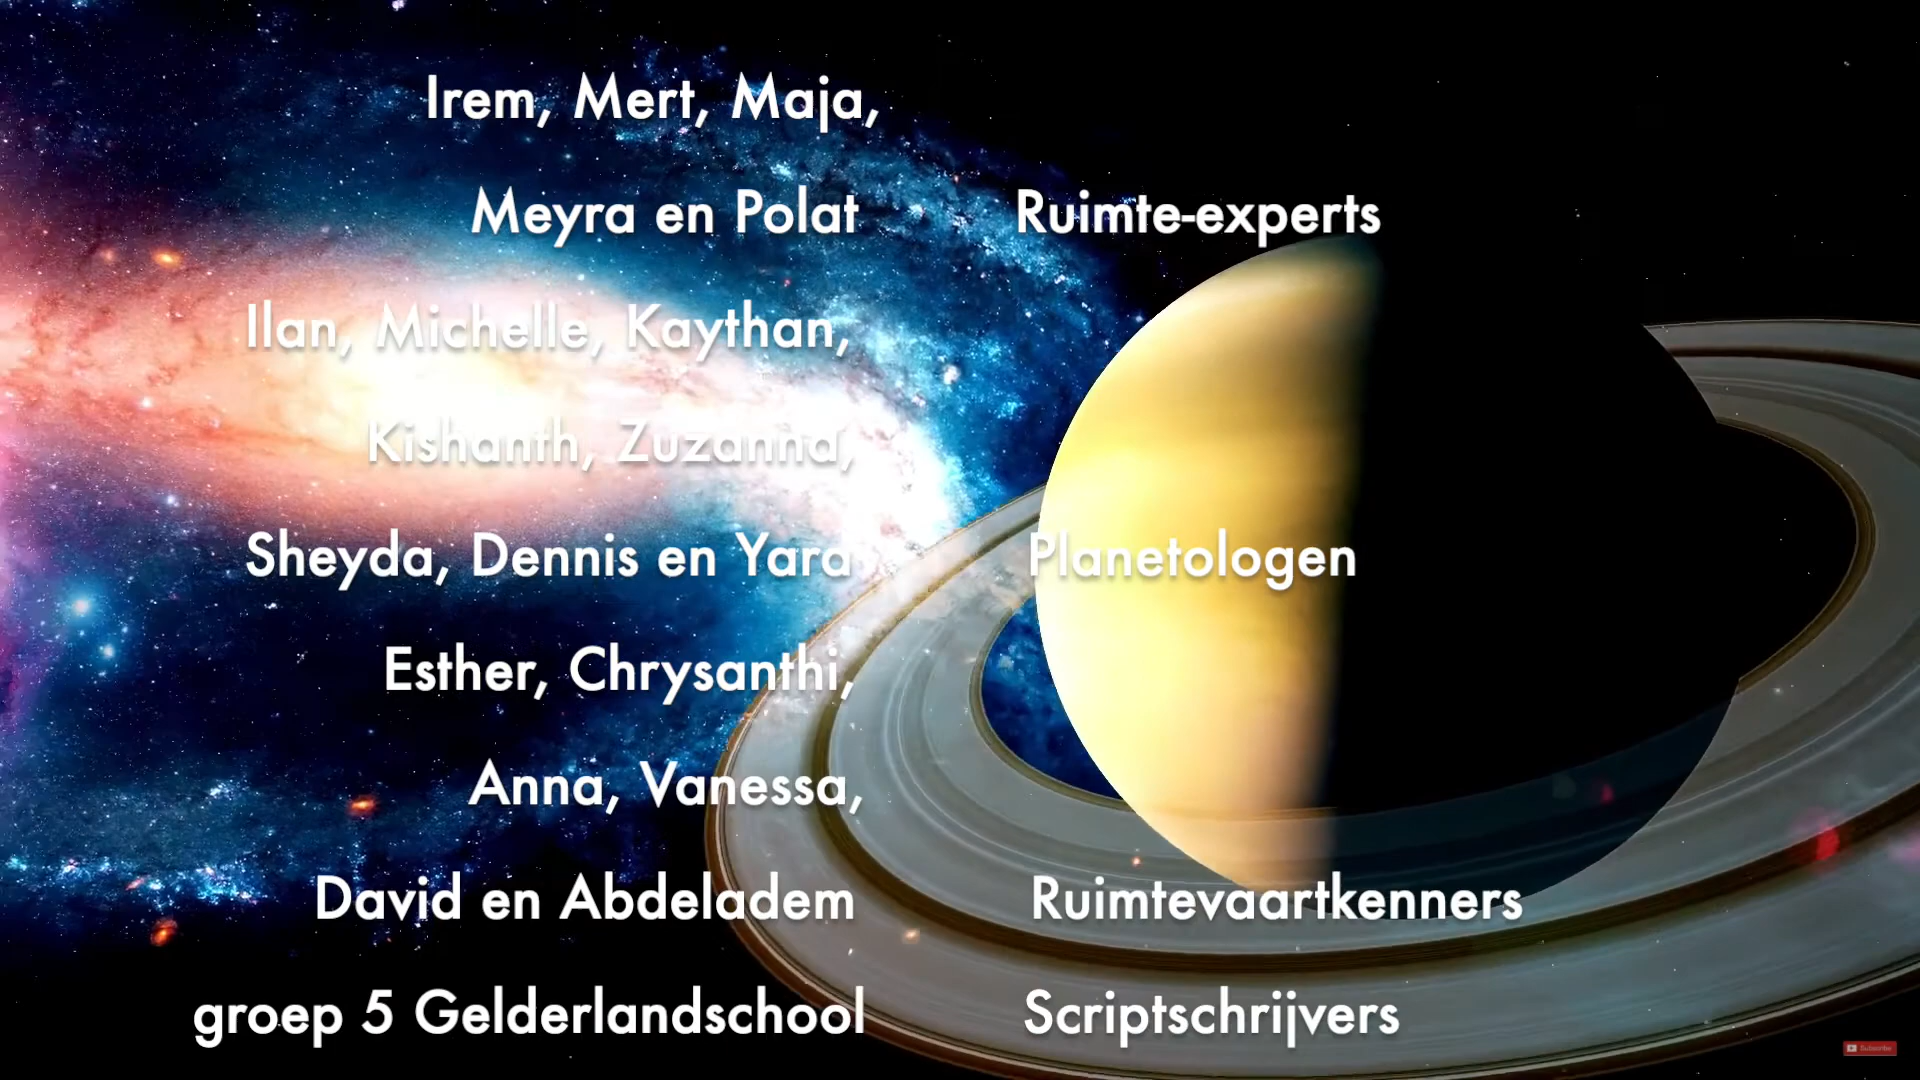 Irem, Mert, Maja,
Meyra en Polat Ruimte-experts
Ilan, Michelle, Kaythan,
Kishanth, Zuzanna,
Sheyda, Dennis en Yara Planetologen
Esther, Chrysanthi,
Anna, Vanessa,
David en Abdeladem Ruimtevaartkenners
groep 5 Gelderlandschool Scriptschrijvers
Subscribe